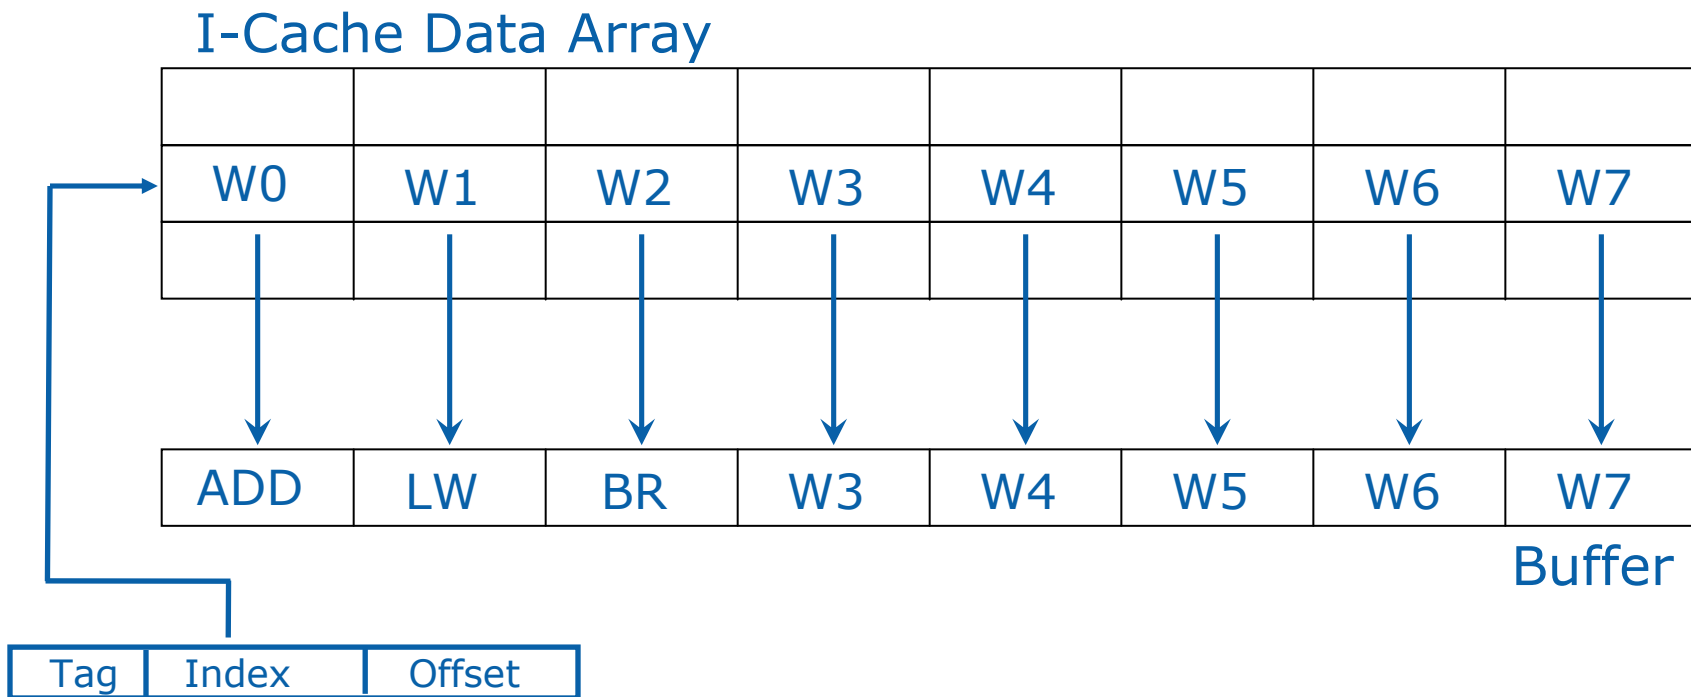 I-Cache Data Array
W0 W1 W2 W3 W4 W5 W6 W7
ADD LW BR W3 W4 W5 W6 W7
Buffer
Tag Index Offset